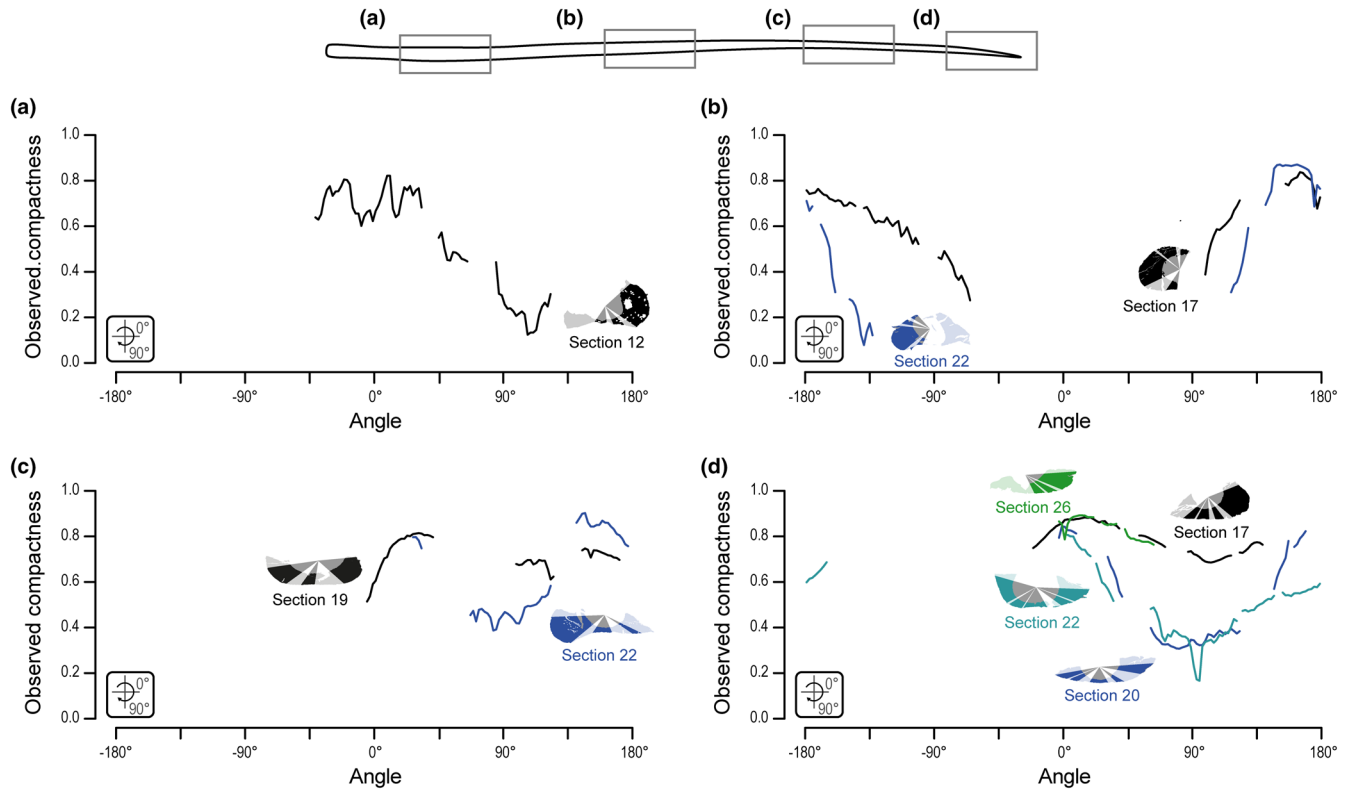 (a) (b) (c) (d)
(a)
Observed compactness
1.0
0.8
0.6
0.4
0.2
0.0
0°
90°
Section 12
-180° -90° 0° 90° 180°
Angle
(b)
Observed compactness
1.0
0.8
0.6
0.4
0.2
0.0
0°
90°
Section 17
Section 22
-180° -90° 0° 90° 180°
Angle
(c)
Observed compactness
1.0
0.8
0.6
0.4
0.2
0.0
0°
90°
Section 19
Section 22
-180° -90° 0° 90° 180°
Angle
(d)
Observed compactness
1.0
0.8
0.6
0.4
0.2
0.0
0°
90°
Section 26
Section 17
Section 22
Section 20
-180° -90° 0° 90° 180°
Angle